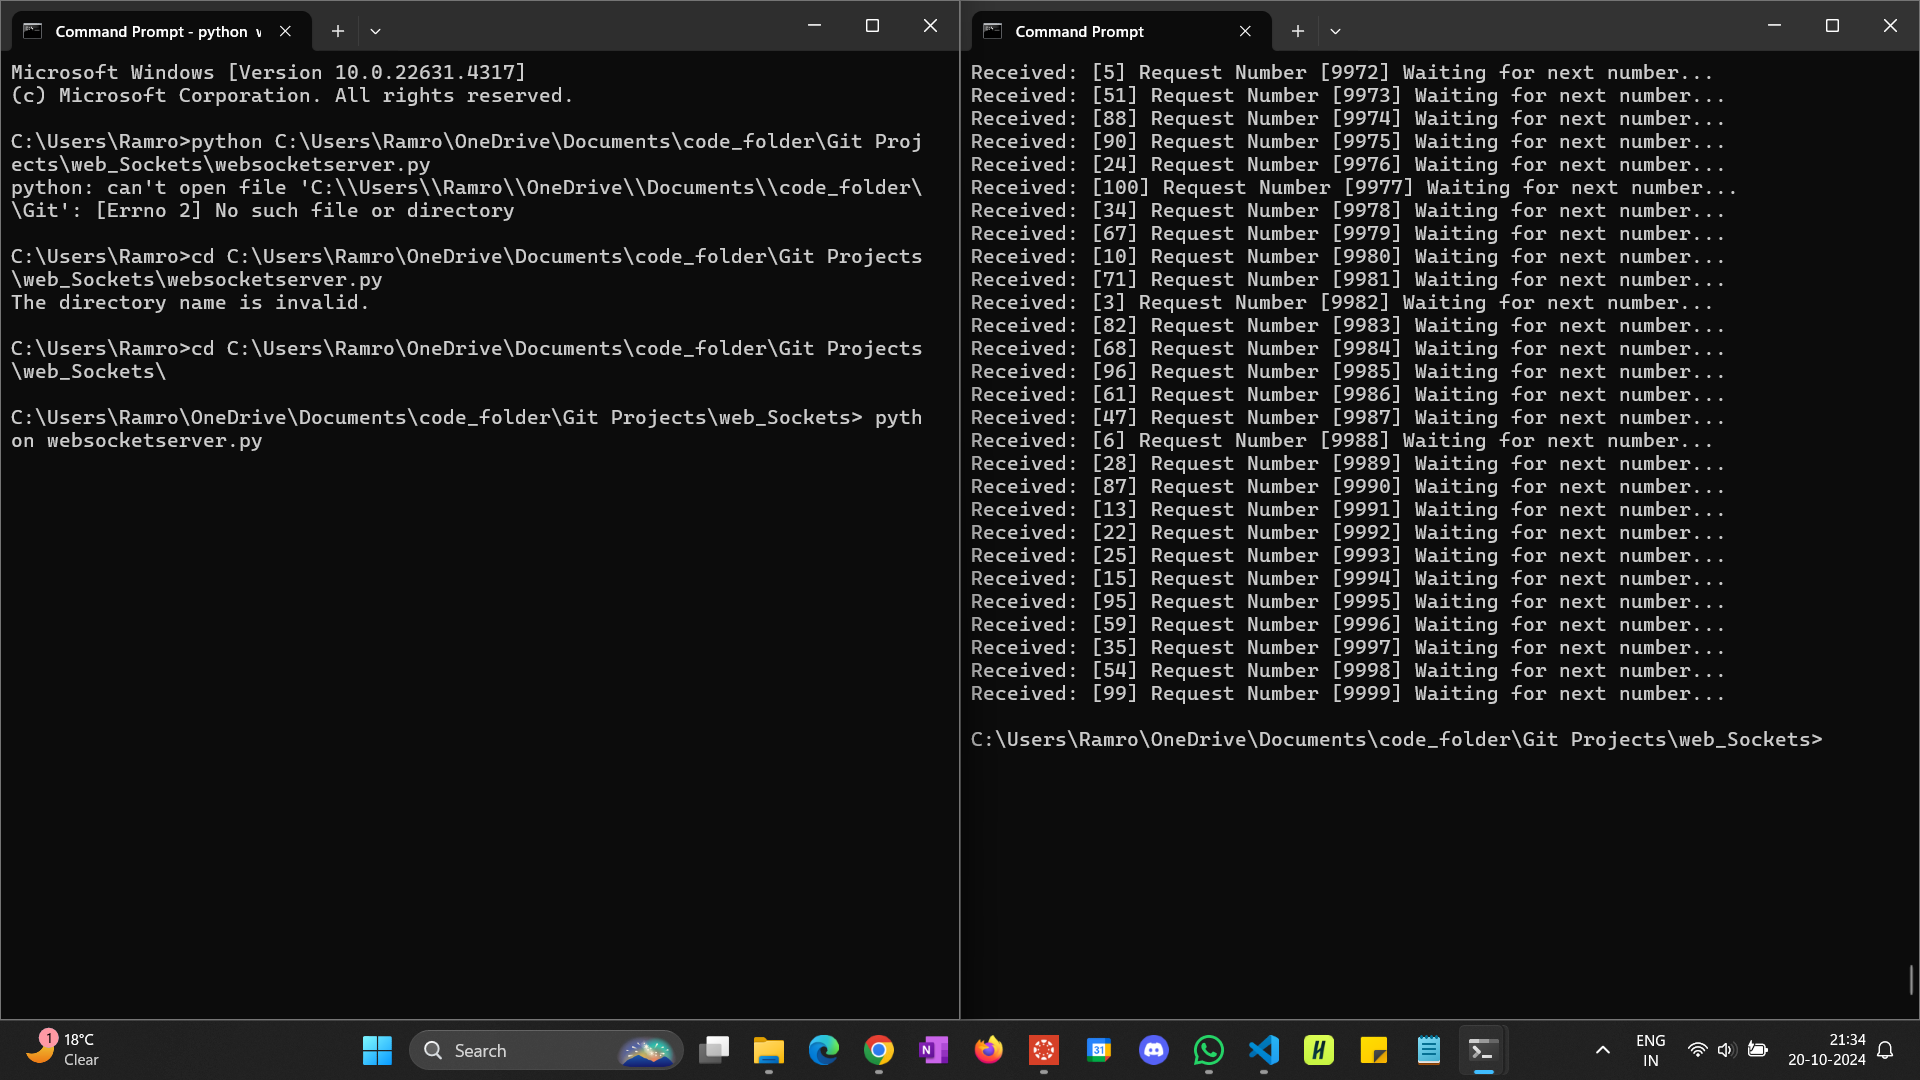 Command Prompt - python
Microsoft Windows [Version 10.0.22631.4317]
(c) Microsoft Corporation. All rights reserved.
C:\Users\Ramro>python C:\Users\Ramro\OneDrive\Documents\code_folder\Git Proj
ects\web_Sockets\websocketserver.py
python: can't open file 'C:\\Users\\Ramro\\OneDrive\\Documents\\code_folder\
\Git': [Errno 2] No such file or directory
C:\Users\Ramro>cd C:\Users\Ramro\OneDrive\Documents\code_folder\Git Projects
\web_Sockets\websocketserver.py
The directory name is invalid.
C:\Users\Ramro>cd C:\Users\Ramro\OneDrive\Documents\code_folder\Git Projects
\web_Sockets\
C:\Users\Ramro\OneDrive\Documents\code_folder\Git Projects\web_Sockets> pyth
on websocketserver.py
Command Prompt
Received: [5] Request Number [9972] Waiting for next number...
Received: [51] Request Number [9973] Waiting for next number...
Received: [88] Request Number [9974] Waiting for next number...
Received: [90] Request Number [9975] Waiting for next number...
Received: [24] Request Number [9976] Waiting for next number...
Received: [100] Request Number [9977] Waiting for next number...
Received: [34] Request Number [9978] Waiting for next number...
Received: [67] Request Number [9979] Waiting for next number...
Received: [10] Request Number [9980] Waiting for next number...
Received: [71] Request Number [9981] Waiting for next number...
Received: [3] Request Number [9982] Waiting for next number...
Received: [82] Request Number [9983] Waiting for next number...
Received: [68] Request Number [9984] Waiting for next number...
Received: [96] Request Number [9985] Waiting for next number...
Received: [61] Request Number [9986] Waiting for next number...
Received: [47] Request Number [9987] Waiting for next number...
Received: [6] Request Number [9988] Waiting for next number...
Received: [28] Request Number [9989] Waiting for next number...
Received: [87] Request Number [9990] Waiting for next number...
Received: [13] Request Number [9991] Waiting for next number...
Received: [22] Request Number [9992] Waiting for next number...
Received: [25] Request Number [9993] Waiting for next number...
Received: [15] Request Number [9994] Waiting for next number...
Received: [95] Request Number [9995] Waiting for next number...
Received: [59] Request Number [9996] Waiting for next number...
Received: [35] Request Number [9997] Waiting for next number...
Received: [54] Request Number [9998] Waiting for next number...
Received: [99] Request Number [9999] Waiting for next number...
C:\Users\Ramro\OneDrive\Documents\code_folder\Git Projects\web_Sockets>
1
18°C
Clear
Search
N
31
H
ENG
IN
21:34
20-10-2024